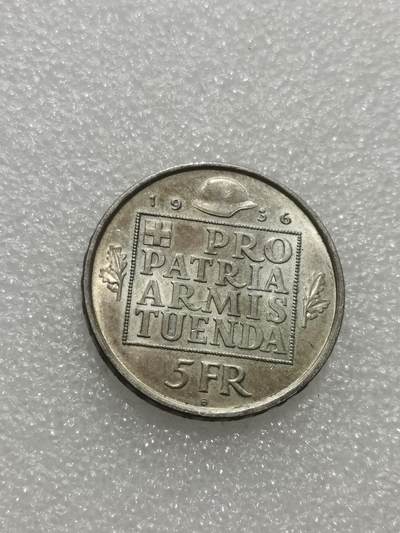 1936
PRO
PATRIA
ARMIS
TUENDA
5 FR
B